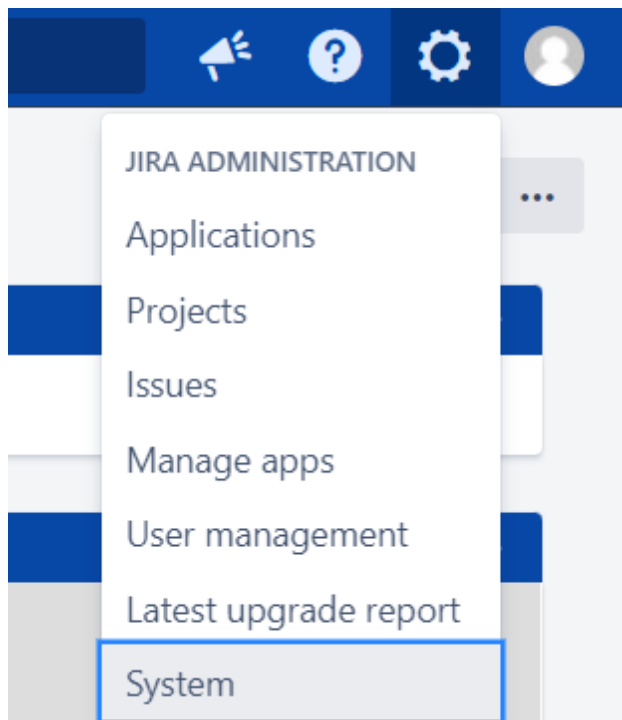 JIRA ADMINISTRATION
Applications
Projects
Issues
Manage apps
User management
Latest upgrade report
System